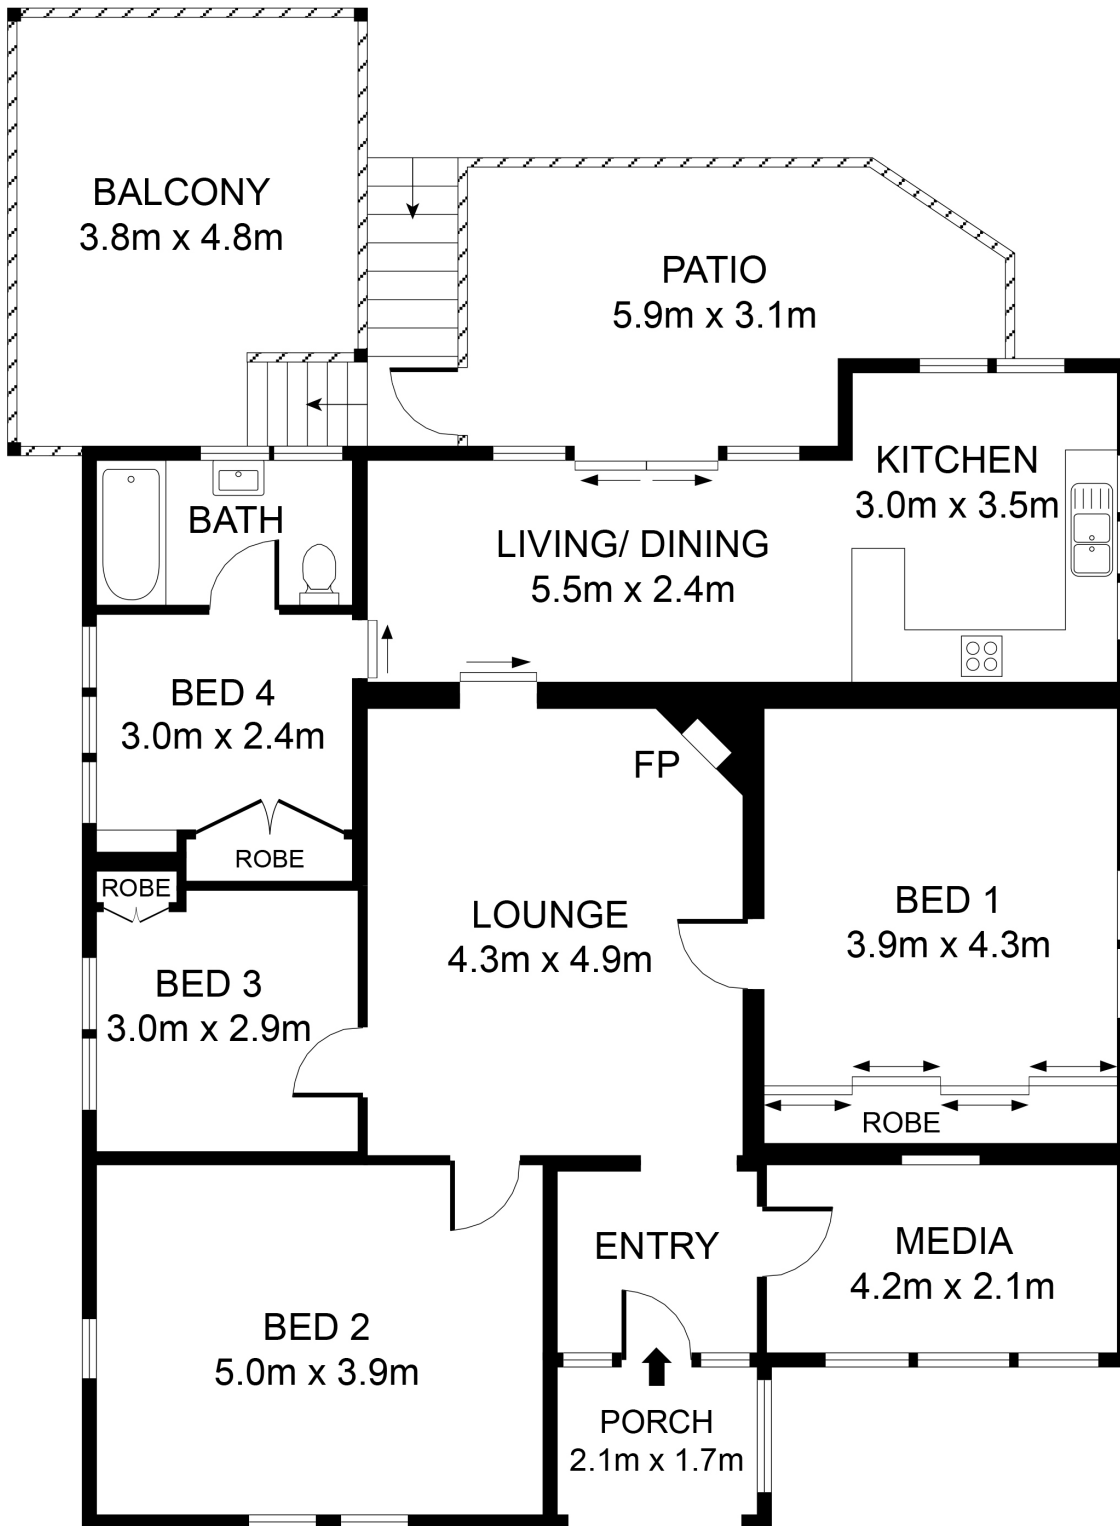 BALCONY
3.8m x 4.8m
PATIO
5.9m x 3.1m
KITCHEN
3.0m x 3.5m
BATH
LIVING/ DINING
5.5m x 2.4m
BED 4
3.0m x 2.4m
FP
ROBE
ROBE
LOUNGE
4.3m x 4.9m
BED 1
3.9m x 4.3m
BED 3
3.0m x 2.9m
ROBE
ENTRY
MEDIA
4.2m x 2.1m
BED 2
5.0m x 3.9m
PORCH
2.1m x 1.7m